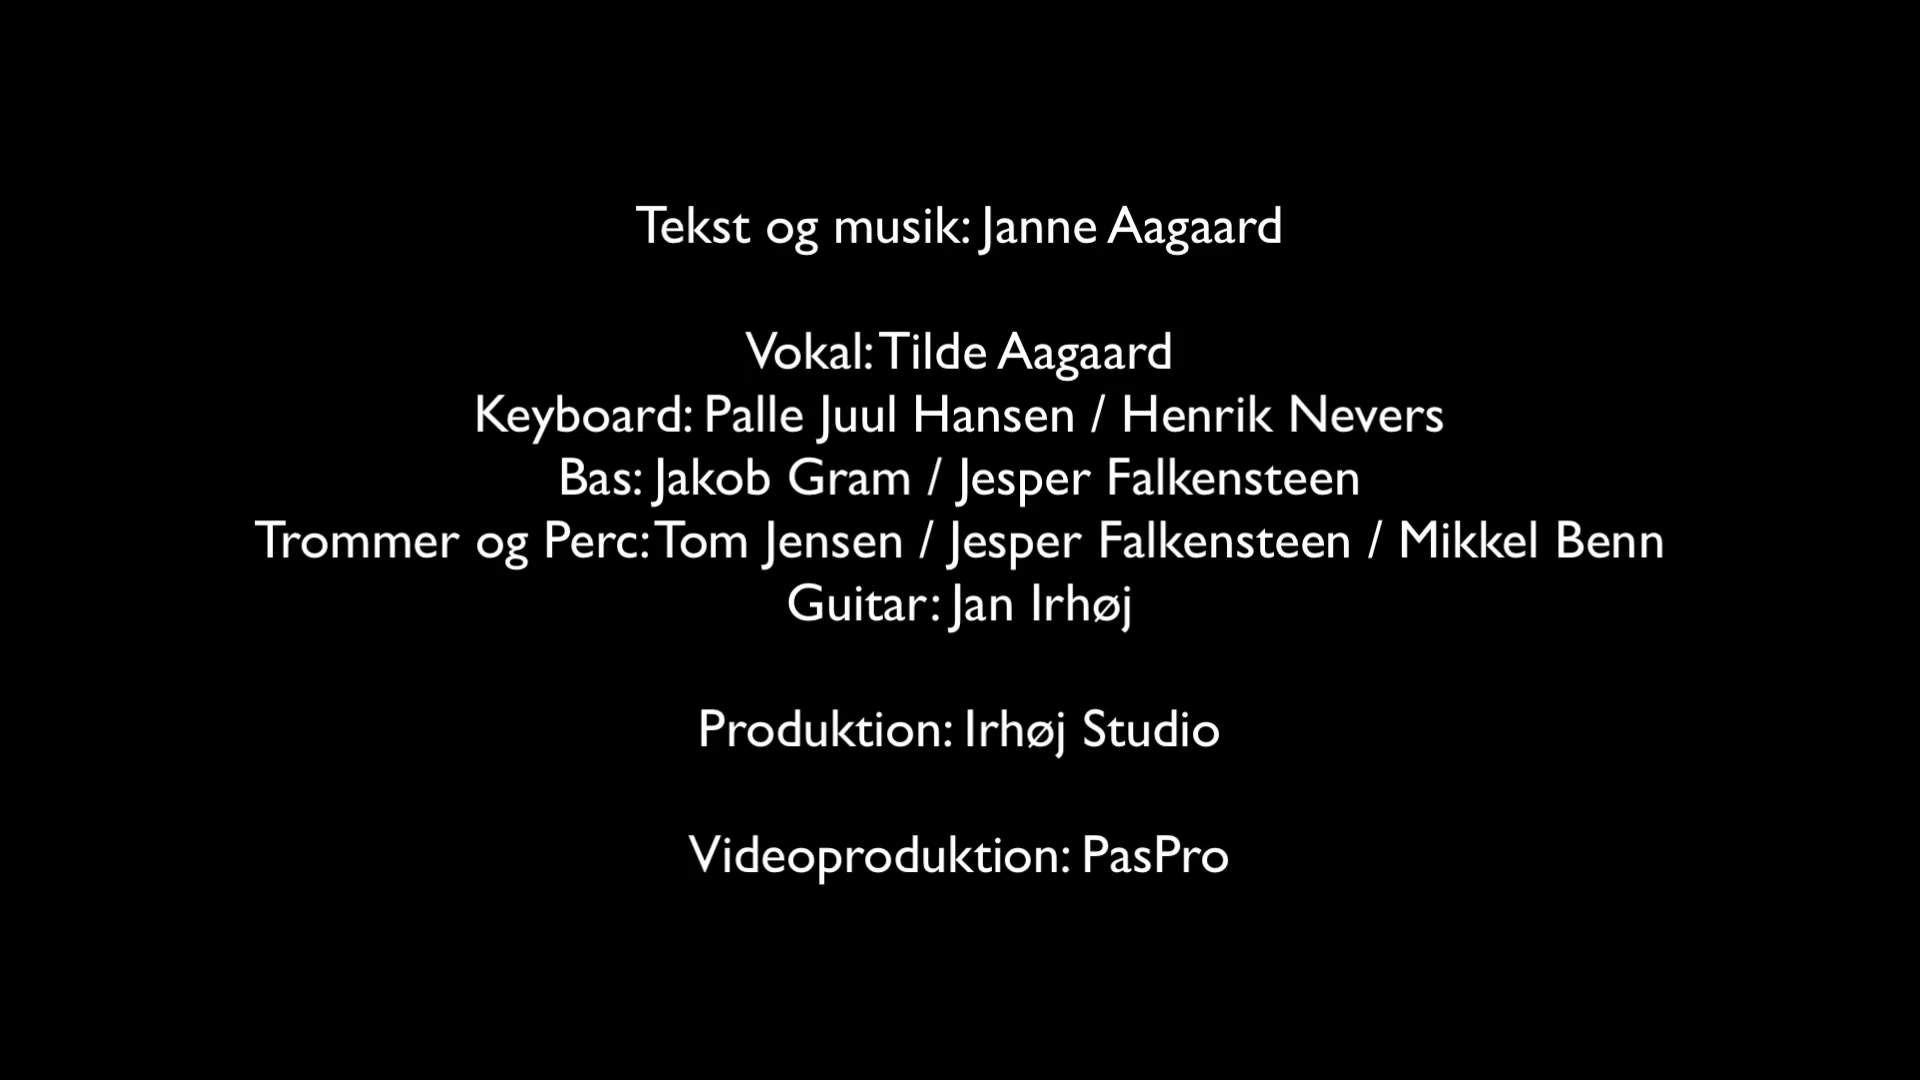 Tekst og musik: Janne Aagaard
Vokal: Tilde Aagaard
Keyboard: Palle Juul Hansen / Henrik Nevers
Bas: Jakob Gram / Jesper Falkensteen
Trommer og Perc: Tom Jensen / Jesper Falkensteen / Mikkel Benn
Guitar: Jan Irhøj
Produktion: Irhøj Studio
Videoproduktion: PasPro